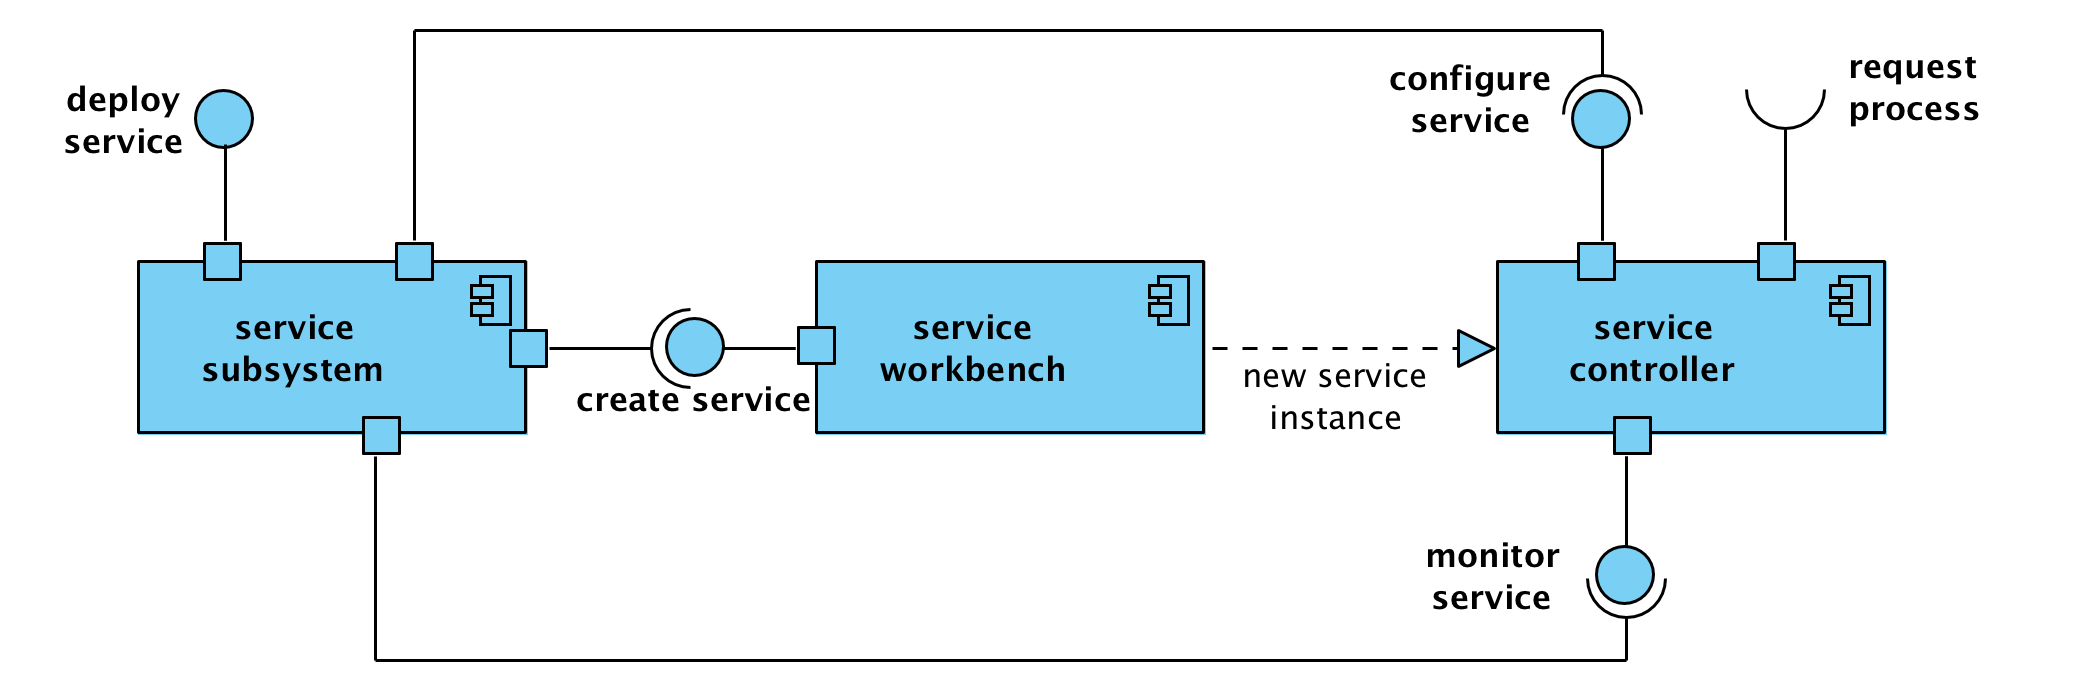 deploy
service
configure
service
request
process
service
subsystem
create service
service
workbench
new service
instance
service
controller
monitor
service